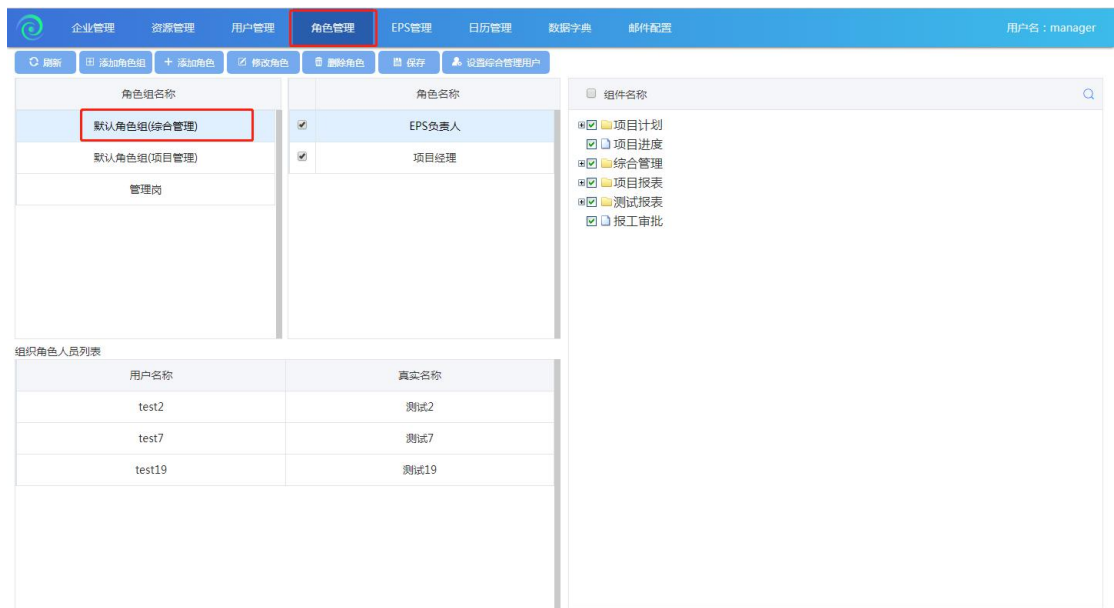 企业管理 资源管理 用户管理 角色管理 EPS管理 日历管理 数据字典 邮件配置 用户名：manager
刷新 添加角色组 添加角色 修改角色 删除角色 保存 设置综合管理用户
角色组名称 角色名称 组件名称
默认角色组(综合管理) EPS负责人 项目计划
项目进度
默认角色组(项目管理) 项目经理 综合管理
项目报表
管理岗 测试报表
报工审批
组织角色人员列表
用户名称 真实名称
test2 测试2
test7 测试7
test19 测试19